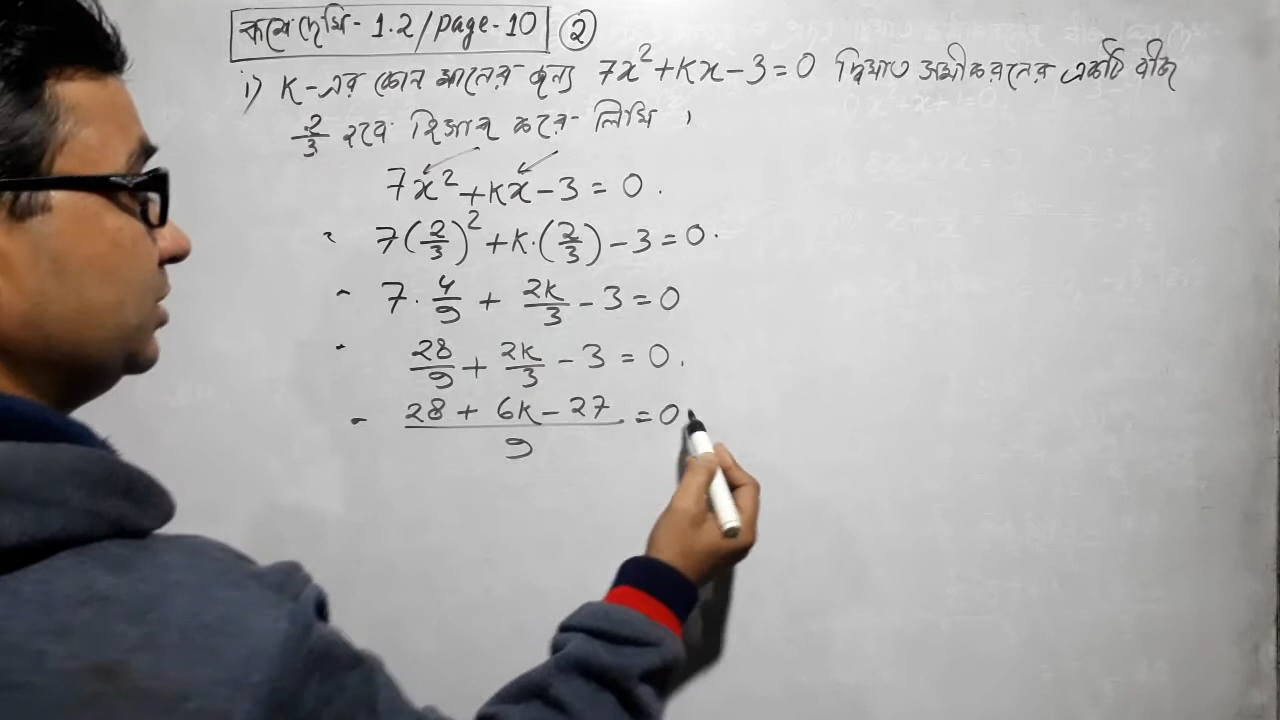 কষে দেখি - 1.2 / page - 10 ②
i) K-এর কোন মানের জন্য 7x² + Kx − 3 = 0 দ্বিঘাত সমীকরনের একটি বীজ
2/3 হবে হিসাব করে লিখি ।
7x² + Kx − 3 = 0 .
7(2/3)² + K·(2/3) − 3 = 0 .
7 · 4/9 + 2K/3 − 3 = 0
28/9 + 2K/3 − 3 = 0 .
(28 + 6K − 27)/9 = 0